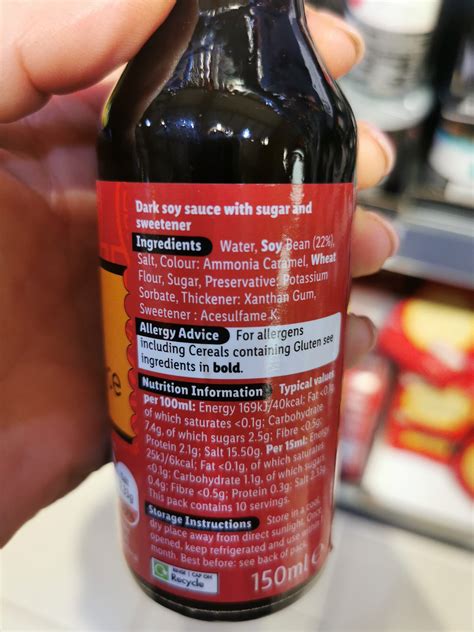 Dark soy sauce with sugar and
sweetener
Ingredients Water, Soy Bean (22%),
Salt, Colour: Ammonia Caramel, Wheat
Flour, Sugar, Preservative: Potassium
Sorbate, Thickener: Xanthan Gum,
Sweetener : Acesulfame K.
Allergy Advice For allergens
including Cereals containing Gluten see
ingredients in bold.
Nutrition Information Typical values
per 100ml: Energy 169kJ/40kcal; Fat <0.1g,
of which saturates <0.1g; Carbohydrate
7.4g, of which sugars 2.5g; Fibre <0.5g;
Protein 2.1g; Salt 15.50g. Per 15ml: Energy
25kJ/6kcal; Fat <0.1g, of which saturates
<0.1g; Carbohydrate 1.1g, of which sugars
0.4g; Fibre <0.5g; Protein 0.3g; Salt
This pack contains 10 servings.
Storage Instructions Store in a cool,
dry place away from direct sunlight. Once
opened, keep refrigerated and use within
month. Best before: see back of pack.
RINSE CAP ON
Recycle
150ml e